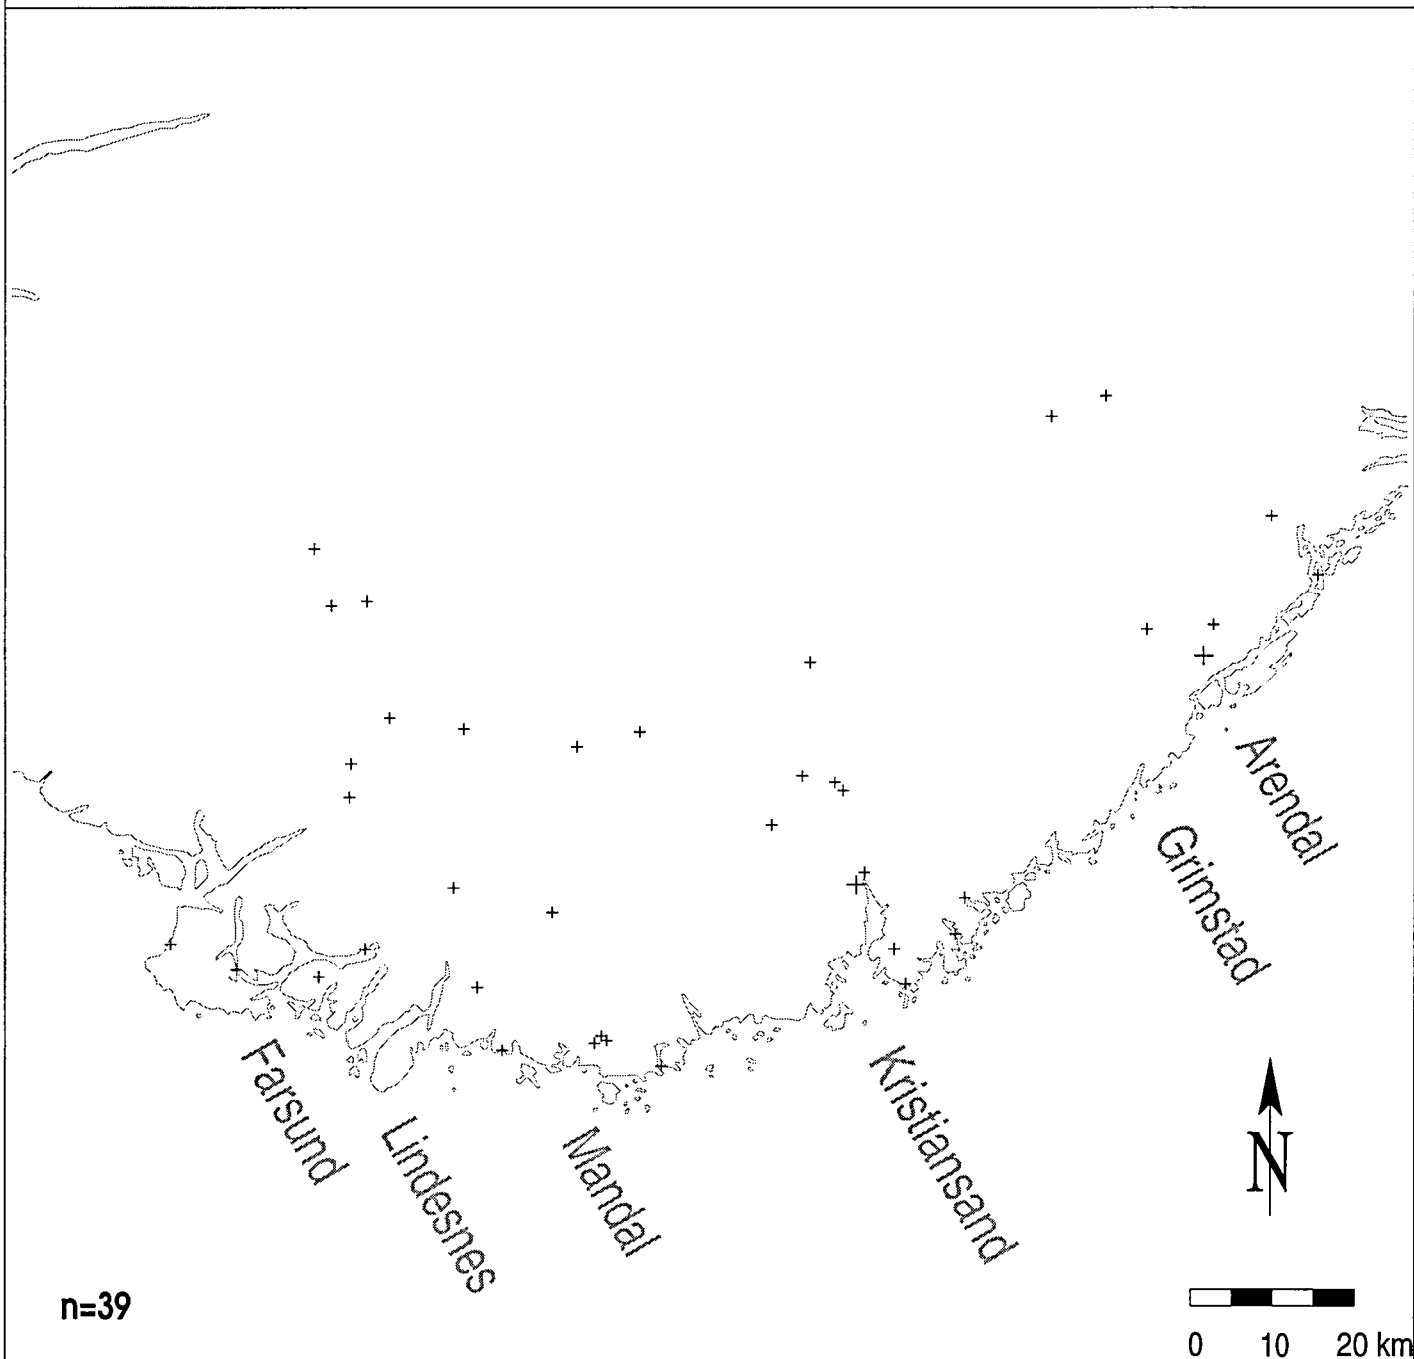 Arendal
Grimstad
Kristiansand
Farsund
Lindesnes
Mandal
N
n=39
0 10 20 km